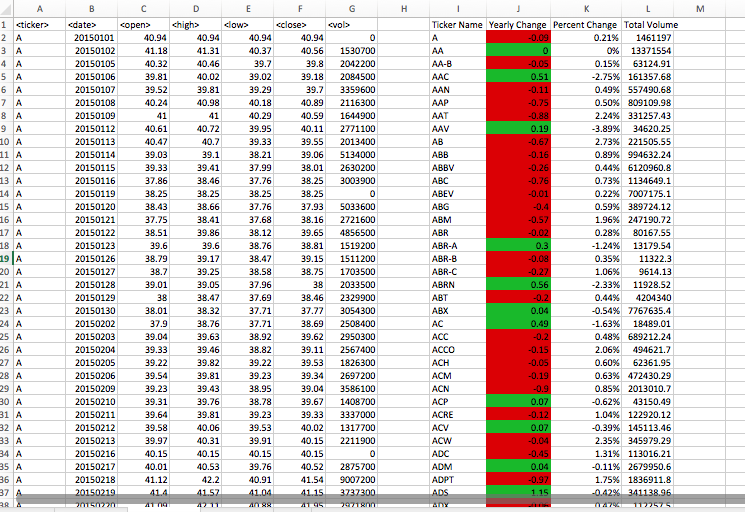 A B C D E F G H I J K L M
1 <ticker> <date> <open> <high> <low> <close> <vol> Ticker Name Yearly Change Percent Change Total Volume
2 A 20150101 40.94 40.94 40.94 40.94 0 A -0.09 0.21% 1461197
3 A 20150102 41.18 41.31 40.37 40.56 1530700 AA 0 0% 13371554
4 A 20150105 40.32 40.46 39.7 39.8 2042200 AA-B -0.05 0.15% 63124.91
5 A 20150106 39.81 40.02 39.02 39.18 2084500 AAC 0.51 -2.75% 161357.68
6 A 20150107 39.52 39.81 39.29 39.7 3359600 AAN -0.11 0.49% 557490.68
7 A 20150108 40.24 40.98 40.18 40.89 2116300 AAP -0.75 0.50% 809109.98
8 A 20150109 41 41 40.29 40.59 1644900 AAT -0.88 2.24% 331257.43
9 A 20150112 40.61 40.72 39.95 40.11 2771100 AAV 0.19 -3.89% 34620.25
10 A 20150113 40.47 40.7 39.33 39.55 2013400 AB -0.67 2.73% 221505.55
11 A 20150114 39.03 39.1 38.21 39.06 5134000 ABB -0.16 0.89% 994632.24
12 A 20150115 39.33 39.41 37.99 38.01 2630200 ABBV -0.26 0.44% 6120960.8
13 A 20150116 37.86 38.46 37.76 38.25 3003900 ABC -0.76 0.73% 1134649.1
14 A 20150119 38.25 38.25 38.25 38.25 0 ABEV -0.01 0.22% 7007175.1
15 A 20150120 38.43 38.66 37.76 37.93 5033600 ABG -0.4 0.59% 389724.12
16 A 20150121 37.75 38.41 37.68 38.16 2721600 ABM -0.57 1.96% 247190.72
17 A 20150122 38.51 39.86 38.12 39.65 4856500 ABR -0.02 0.28% 80167.55
18 A 20150123 39.6 39.6 38.76 38.81 1519200 ABR-A 0.3 -1.24% 13179.54
19 A 20150126 38.79 39.17 38.47 39.15 1511200 ABR-B -0.08 0.35% 11322.3
20 A 20150127 38.7 39.25 38.58 38.75 1703500 ABR-C -0.27 1.06% 9614.13
21 A 20150128 39.01 39.05 37.96 38 2033500 ABRN 0.56 -2.33% 11928.52
22 A 20150129 38 38.47 37.69 38.46 2329900 ABT -0.2 0.44% 4204340
23 A 20150130 38.01 38.32 37.71 37.77 3054300 ABX 0.04 -0.54% 7767635.4
24 A 20150202 37.9 38.76 37.71 38.69 2508400 AC 0.49 -1.63% 18489.01
25 A 20150203 39.04 39.63 38.92 39.62 2950300 ACC -0.2 0.48% 689212.24
26 A 20150204 39.33 39.46 38.82 39.11 2567400 ACCO -0.15 2.06% 494621.7
27 A 20150205 39.22 39.82 39.22 39.53 1826300 ACH -0.05 0.60% 62361.95
28 A 20150206 39.54 39.81 39.23 39.34 2697200 ACM -0.19 0.63% 472430.29
29 A 20150209 39.23 39.43 38.95 39.04 3586100 ACN -0.9 0.85% 2013010.7
30 A 20150210 39.31 39.76 38.78 39.67 1408700 ACP 0.07 -0.62% 43150.49
31 A 20150211 39.64 39.81 39.23 39.33 3337000 ACRE -0.12 1.04% 122920.12
32 A 20150212 39.58 40.06 39.53 40.02 1317700 ACV 0.07 -0.39% 145113.46
33 A 20150213 39.97 40.31 39.91 40.15 2211900 ACW -0.04 2.35% 345979.29
34 A 20150216 40.15 40.15 40.15 40.15 0 ADC -0.45 1.31% 113016.21
35 A 20150217 40.01 40.53 39.76 40.52 2875700 ADM 0.04 -0.11% 2679950.6
36 A 20150218 41.12 42.2 40.91 41.54 9007200 ADPT -0.97 1.75% 1836911.8
37 A 20150219 41.4 41.57 41.04 41.15 3737300 ADS 1.15 -0.42% 341138.96
38 A 20150220 41.09 42.11 40.88 41.95 2971800 ADX